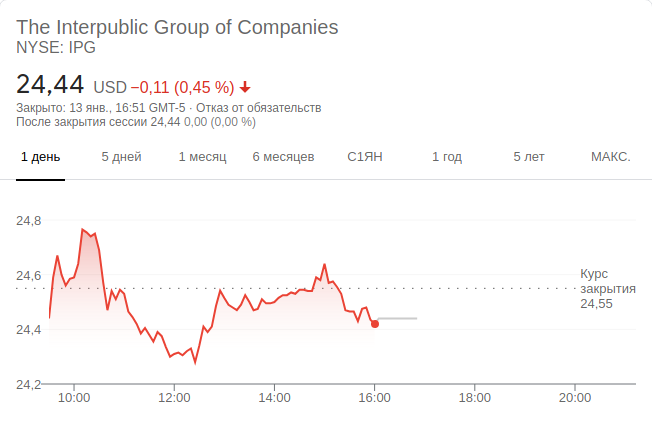 The Interpublic Group of Companies
NYSE: IPG
24,44 USD −0,11 (0,45 %)
Закрыто: 13 янв., 16:51 GMT-5 · Отказ от обязательств
После закрытия сессии 24,44 0,00 (0,00 %)
1 день 5 дней 1 месяц 6 месяцев С1ЯН 1 год 5 лет МАКС.
24,8
24,6
24,4
24,2
Курс
закрытия
24,55
10:00 12:00 14:00 16:00 18:00 20:00